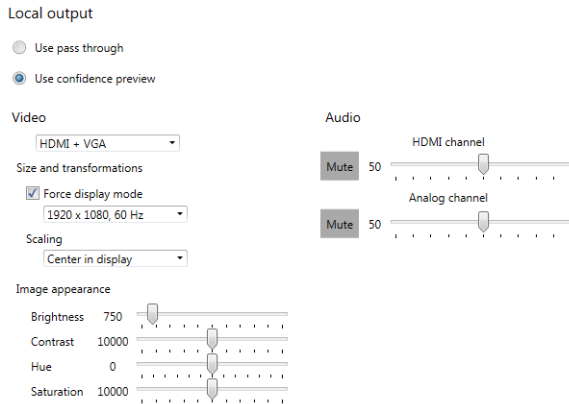 Local output
Use pass through
Use confidence preview
Video
HDMI + VGA
Size and transformations
Force display mode
1920 x 1080, 60 Hz
Scaling
Center in display
Image appearance
Brightness 750
Contrast 10000
Hue 0
Saturation 10000
Audio
HDMI channel
Mute 50
Analog channel
Mute 50